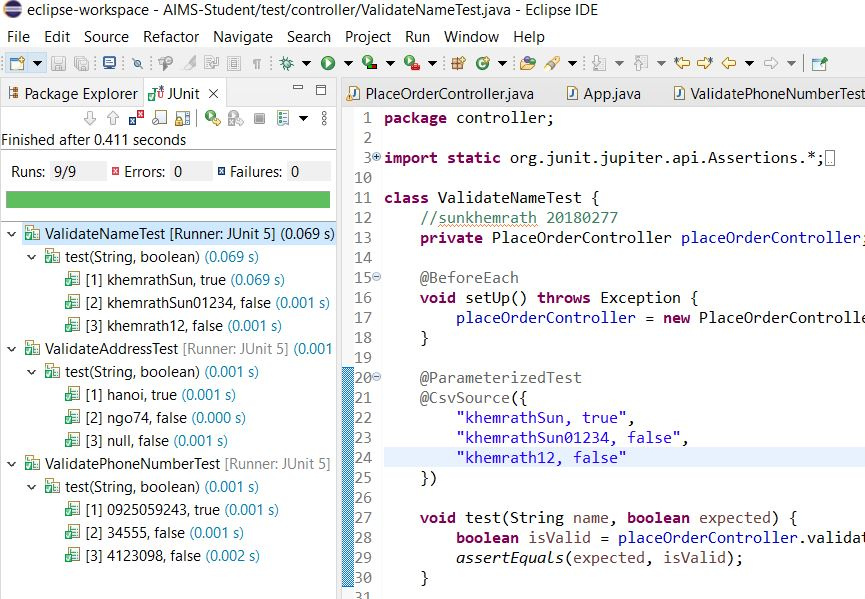 eclipse-workspace - AIMS-Student/test/controller/ValidateNameTest.java - Eclipse IDE
File Edit Source Refactor Navigate Search Project Run Window Help
Package Explorer JUnit
Finished after 0.411 seconds
Runs: 9/9 Errors: 0 Failures: 0
ValidateNameTest [Runner: JUnit 5] (0.069 s)
test(String, boolean) (0.069 s)
[1] khemrathSun, true (0.069 s)
[2] khemrathSun01234, false (0.001 s)
[3] khemrath12, false (0.001 s)
ValidateAddressTest [Runner: JUnit 5] (0.001
test(String, boolean) (0.001 s)
[1] hanoi, true (0.001 s)
[2] ngo74, false (0.000 s)
[3] null, false (0.001 s)
ValidatePhoneNumberTest [Runner: JUnit 5]
test(String, boolean) (0.001 s)
[1] 0925059243, true (0.001 s)
[2] 34555, false (0.001 s)
[3] 4123098, false (0.002 s)
PlaceOrderController.java App.java ValidatePhoneNumberTest
1 package controller;
2
3 import static org.junit.jupiter.api.Assertions.*;
10
11 class ValidateNameTest {
12 //sunkhemrath 20180277
13 private PlaceOrderController placeOrderController;
14
15 @BeforeEach
16 void setUp() throws Exception {
17 placeOrderController = new PlaceOrderControlle
18 }
19
20 @ParameterizedTest
21 @CsvSource({
22 "khemrathSun, true",
23 "khemrathSun01234, false",
24 "khemrath12, false"
25 })
26
27 void test(String name, boolean expected) {
28 boolean isValid = placeOrderController.validat
29 assertEquals(expected, isValid);
30 }
31